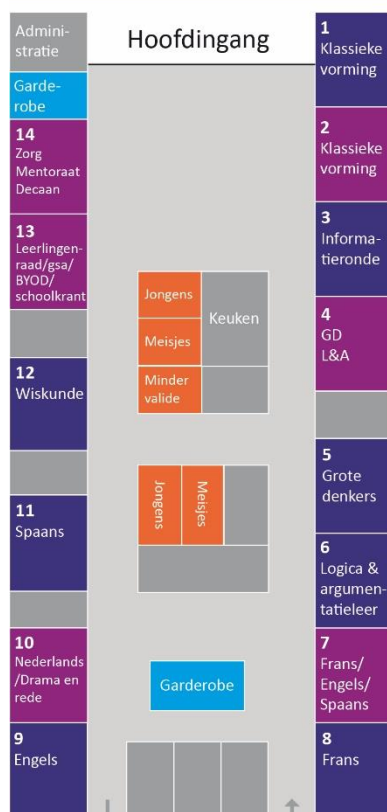 Hoofdingang
Admini-
stratie
Garde-
robe
14
Zorg
Mentoraat
Decaan
13
Leerlingen-
raad/gsa/
BYOD/
schoolkrant
12
Wiskunde
11
Spaans
10
Nederlands
/Drama en
rede
9
Engels
Jongens
Meisjes
Minder
valide
Keuken
Jongens
Meisjes
Garderobe
1
Klassieke
vorming
2
Klassieke
vorming
3
Informa-
tieronde
4
GD
L&A
5
Grote
denkers
6
Logica &
argumen-
tatieleer
7
Frans/
Engels/
Spaans
8
Frans